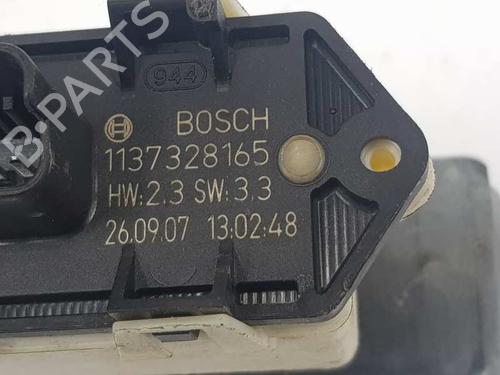 944
BOSCH
1137328165
HW:2.3 SW:3.3
26.09.07 13:02:48
B-PARTS